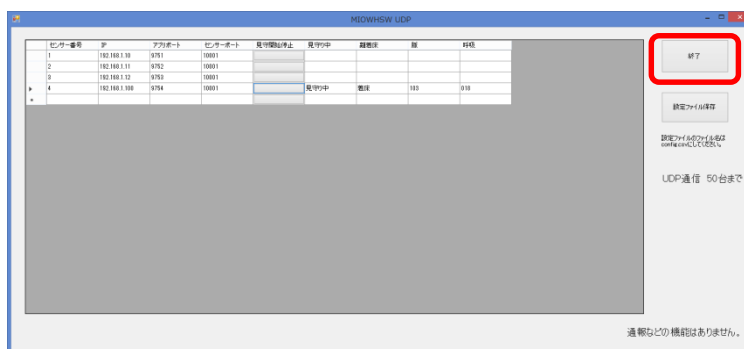 MIOWHSW UDP
センサー番号 IP アプリポート センサーポート 見守開始/停止 見守り中 離着床 脈 呼吸
1 192.168.1.10 9751 10001
2 192.168.1.11 9752 10001
3 192.168.1.12 9753 10001
4 192.168.1.100 9754 10001 見守り中 着床 103 010
終了
設定ファイル保存
設定ファイルのファイル名は
config.csvにしてください。
UDP通信 50台まで
通報などの機能はありません。